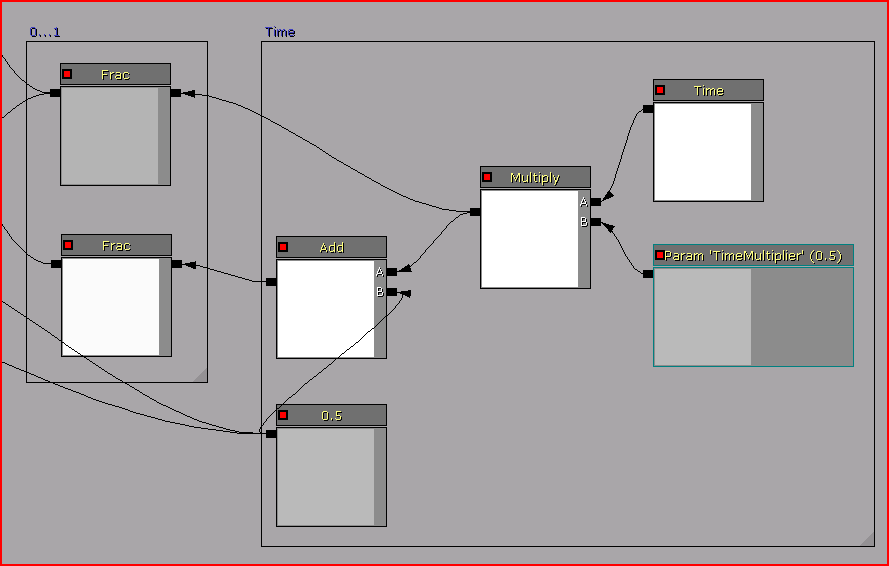 0...1
Time
Frac
Time
Multiply
A
B
Frac
Add
A
B
Param 'TimeMultiplier' (0.5)
0.5